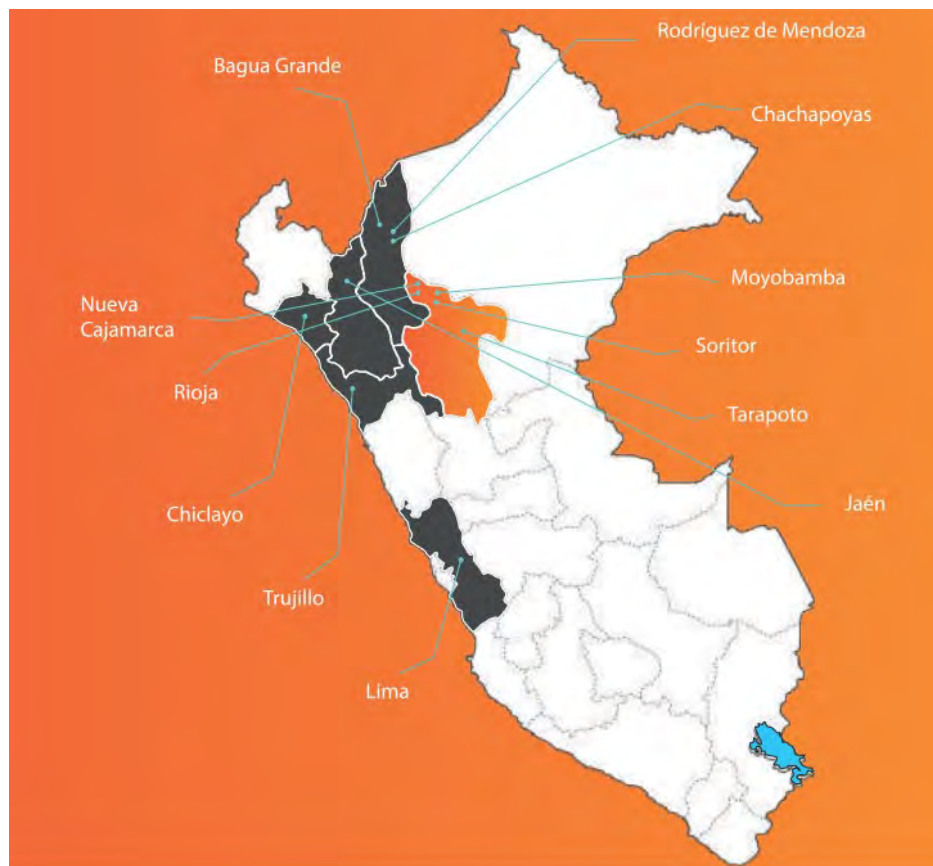 Rodríguez de Mendoza
Bagua Grande
Chachapoyas
Moyobamba
Nueva
Cajamarca
Soritor
Rioja
Tarapoto
Jaén
Chiclayo
Trujillo
Lima